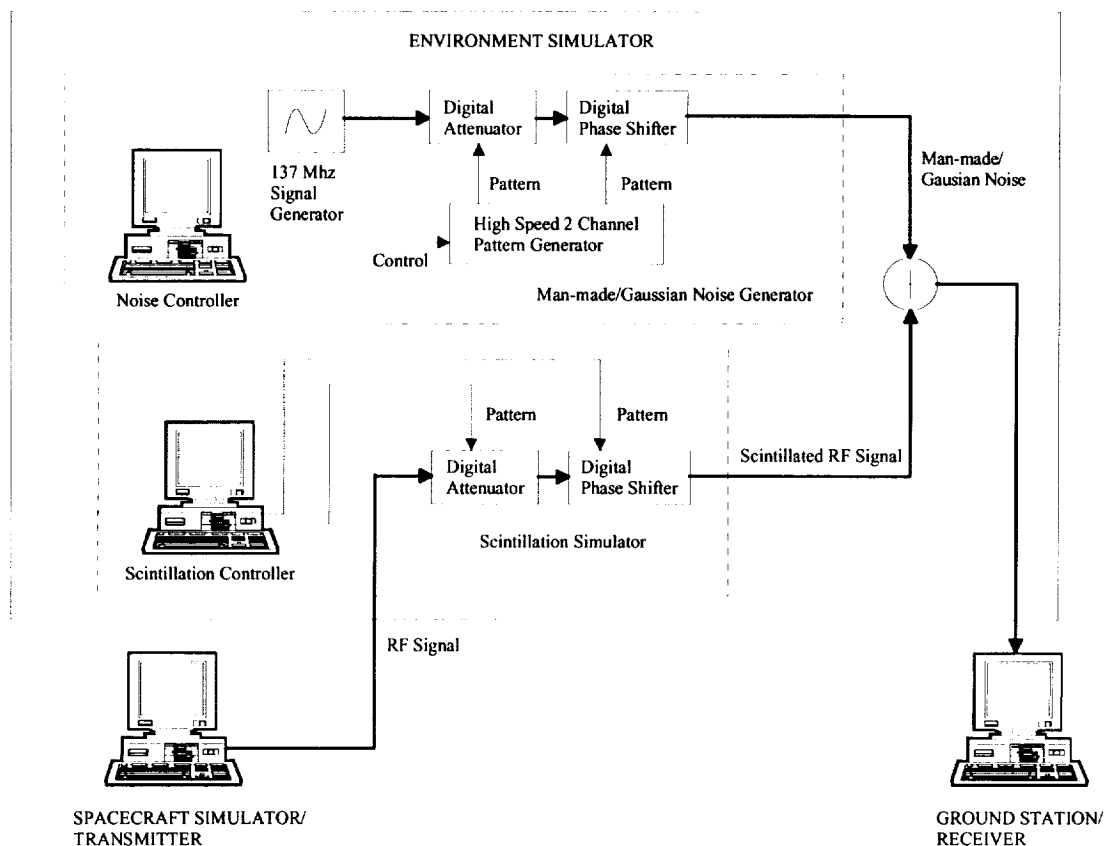 ENVIRONMENT SIMULATOR
Digital
Attenuator
Digital
Phase Shifter
137 Mhz
Signal
Generator
Pattern
Pattern
Man-made/
Gausian Noise
High Speed 2 Channel
Pattern Generator
Control
Noise Controller
Man-made/Gaussian Noise Generator
Pattern
Pattern
Digital
Attenuator
Digital
Phase Shifter
Scintillated RF Signal
Scintillation Simulator
Scintillation Controller
RF Signal
SPACECRAFT SIMULATOR/
TRANSMITTER
GROUND STATION/
RECEIVER